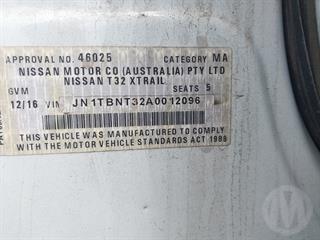 APPROVAL NO. 46025 CATEGORY MA
NISSAN MOTOR CO (AUSTRALIA) PTY LTD
NISSAN T32 XTRAIL
GVM SEATS 5
12/16 VIN JN1TBNT32A0012096
THIS VEHICLE WAS MANUFACTURED TO COMPLY
WITH THE MOTOR VEHICLE STANDARDS ACT 1989